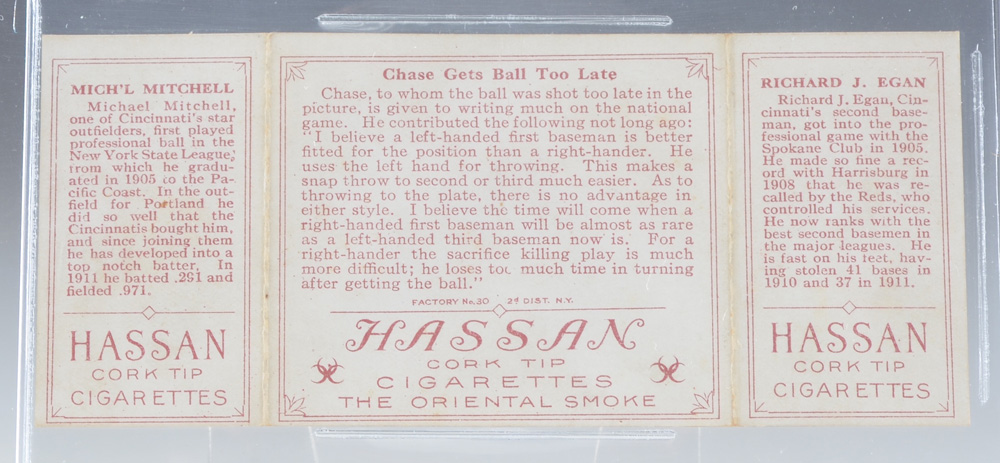 MICH'L MITCHELL
Michael Mitchell,
one of Cincinnati's star
outfielders, first played
professional ball in the
New York State League,
from which he gradu-
ated in 1905 to the Pa-
cific Coast. In the out-
field for Portland he
did so well that the
Cincinnatis bought him,
and since joining them
he has developed into a
top notch batter. In
1911 he batted .291 and
fielded .971.
HASSAN
CORK TIP
CIGARETTES
Chase Gets Ball Too Late
Chase, to whom the ball was shot too late in the
picture, is given to writing much on the national
game. He contributed the following not long ago:
"I believe a left-handed first baseman is better
fitted for the position than a right-hander. He
uses the left hand for throwing. This makes a
snap throw to second or third much easier. As to
throwing to the plate, there is no advantage in
either style. I believe the time will come when a
right-handed first baseman will be almost as rare
as a left-handed third baseman now is. For a
right-hander the sacrifice killing play is much
more difficult; he loses too much time in turning
after getting the ball."
FACTORY No. 30 2d DIST. N.Y.
HASSAN
CORK TIP
CIGARETTES
THE ORIENTAL SMOKE
RICHARD J. EGAN
Richard J. Egan, Cin-
cinnati's second base-
man, got into the pro-
fessional game with the
Spokane Club in 1905.
He made so fine a rec-
ord with Harrisburg in
1908 that he was re-
called by the Reds, who
controlled his services.
He now ranks with the
best second basemen in
the major leagues. He
is fast on his feet, hav-
ing stolen 41 bases in
1910 and 37 in 1911.
HASSAN
CORK TIP
CIGARETTES